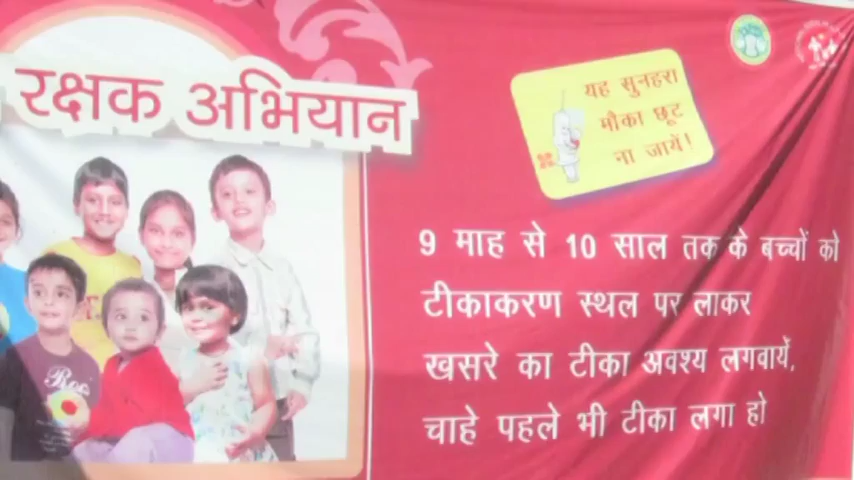 रक्षक अभियान
यह सुनहरा
मौका छूट
ना जायें!
9 माह से 10 साल तक के बच्चों को
टीकाकरण स्थल पर लाकर
खसरे का टीका अवश्य लगवायें,
चाहे पहले भी टीका लगा हो